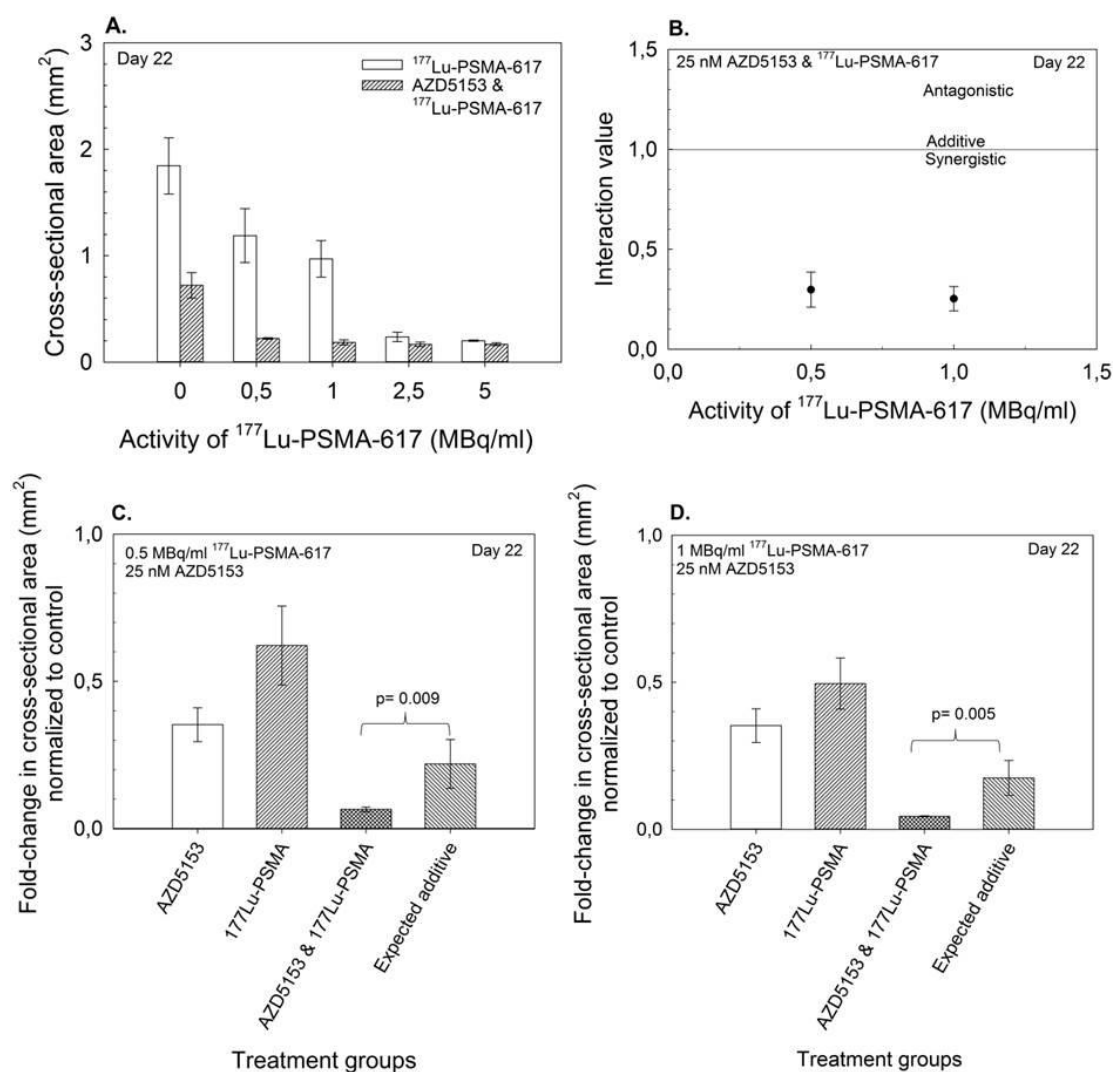 A.
Day 22
¹⁷⁷Lu-PSMA-617
AZD5153 &
¹⁷⁷Lu-PSMA-617
Cross-sectional area (mm²)
3
2
1
0
0 0,5 1 2,5 5
Activity of ¹⁷⁷Lu-PSMA-617 (MBq/ml)
B.
25 nM AZD5153 & ¹⁷⁷Lu-PSMA-617 Day 22
Antagonistic
Additive
Synergistic
Interaction value
1,5
1,0
0,5
0,0
0,0 0,5 1,0 1,5
Activity of ¹⁷⁷Lu-PSMA-617 (MBq/ml)
C.
0.5 MBq/ml ¹⁷⁷Lu-PSMA-617 Day 22
25 nM AZD5153
p= 0.009
Fold-change in cross-sectional area (mm²)
normalized to control
1,0
0,5
0,0
AZD5153
177Lu-PSMA
AZD5153 & 177Lu-PSMA
Expected additive
Treatment groups
D.
1 MBq/ml ¹⁷⁷Lu-PSMA-617 Day 22
25 nM AZD5153
p= 0.005
Fold-change in cross-sectional area (mm²)
normalized to control
1,0
0,5
0,0
AZD5153
177Lu-PSMA
AZD5153 & 177Lu-PSMA
Expected additive
Treatment groups